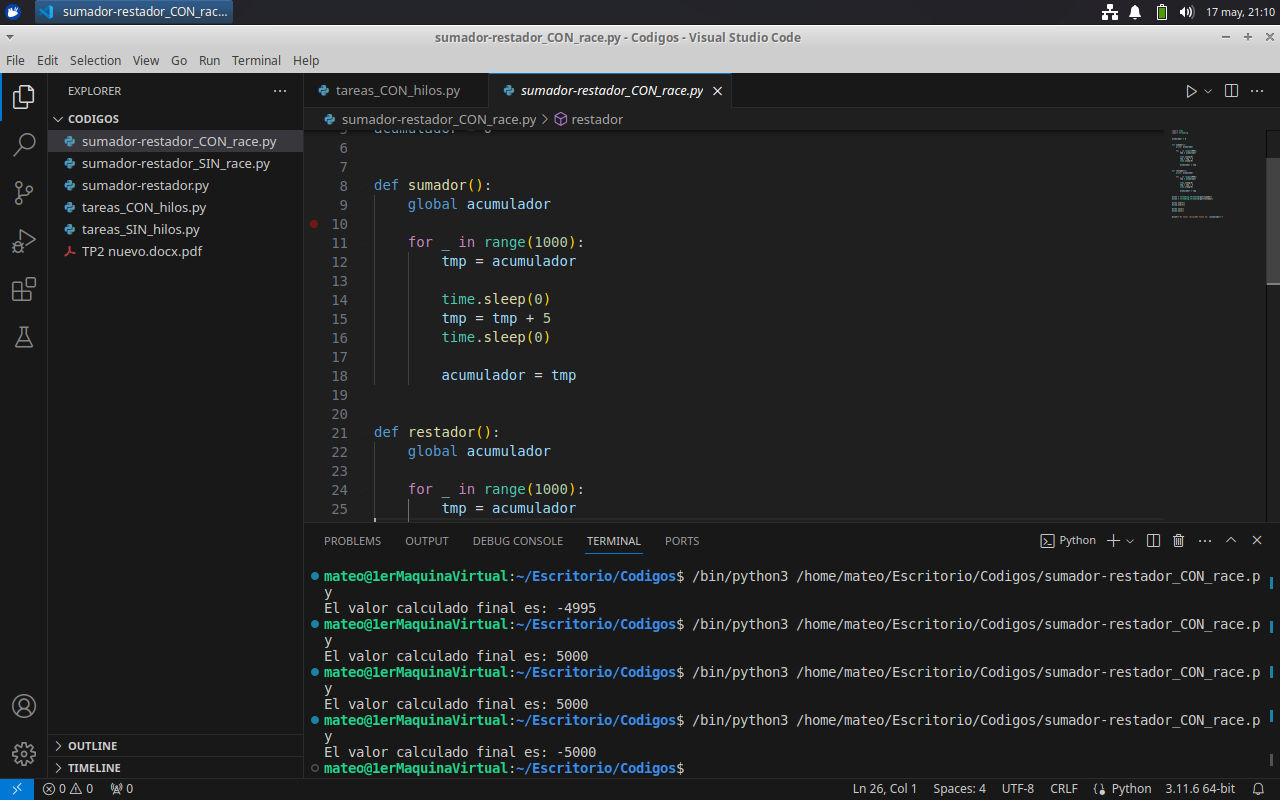 sumador-restador_CON_rac...
17 may, 21:10
sumador-restador_CON_race.py - Codigos - Visual Studio Code
File Edit Selection View Go Run Terminal Help
EXPLORER
CODIGOS
sumador-restador_CON_race.py
sumador-restador_SIN_race.py
sumador-restador.py
tareas_CON_hilos.py
tareas_SIN_hilos.py
TP2 nuevo.docx.pdf
OUTLINE
TIMELINE
tareas_CON_hilos.py sumador-restador_CON_race.py
sumador-restador_CON_race.py > restador
5 acumulador = 0
6
7
8 def sumador():
9 global acumulador
10
11 for _ in range(1000):
12 tmp = acumulador
13
14 time.sleep(0)
15 tmp = tmp + 5
16 time.sleep(0)
17
18 acumulador = tmp
19
20
21 def restador():
22 global acumulador
23
24 for _ in range(1000):
25 tmp = acumulador
PROBLEMS OUTPUT DEBUG CONSOLE TERMINAL PORTS
Python
mateo@1erMaquinaVirtual:~/Escritorio/Codigos$ /bin/python3 /home/mateo/Escritorio/Codigos/sumador-restador_CON_race.p
y
El valor calculado final es: -4995
mateo@1erMaquinaVirtual:~/Escritorio/Codigos$ /bin/python3 /home/mateo/Escritorio/Codigos/sumador-restador_CON_race.p
y
El valor calculado final es: 5000
mateo@1erMaquinaVirtual:~/Escritorio/Codigos$ /bin/python3 /home/mateo/Escritorio/Codigos/sumador-restador_CON_race.p
y
El valor calculado final es: 5000
mateo@1erMaquinaVirtual:~/Escritorio/Codigos$ /bin/python3 /home/mateo/Escritorio/Codigos/sumador-restador_CON_race.p
y
El valor calculado final es: -5000
mateo@1erMaquinaVirtual:~/Escritorio/Codigos$
0 0 0
Ln 26, Col 1 Spaces: 4 UTF-8 CRLF Python 3.11.6 64-bit